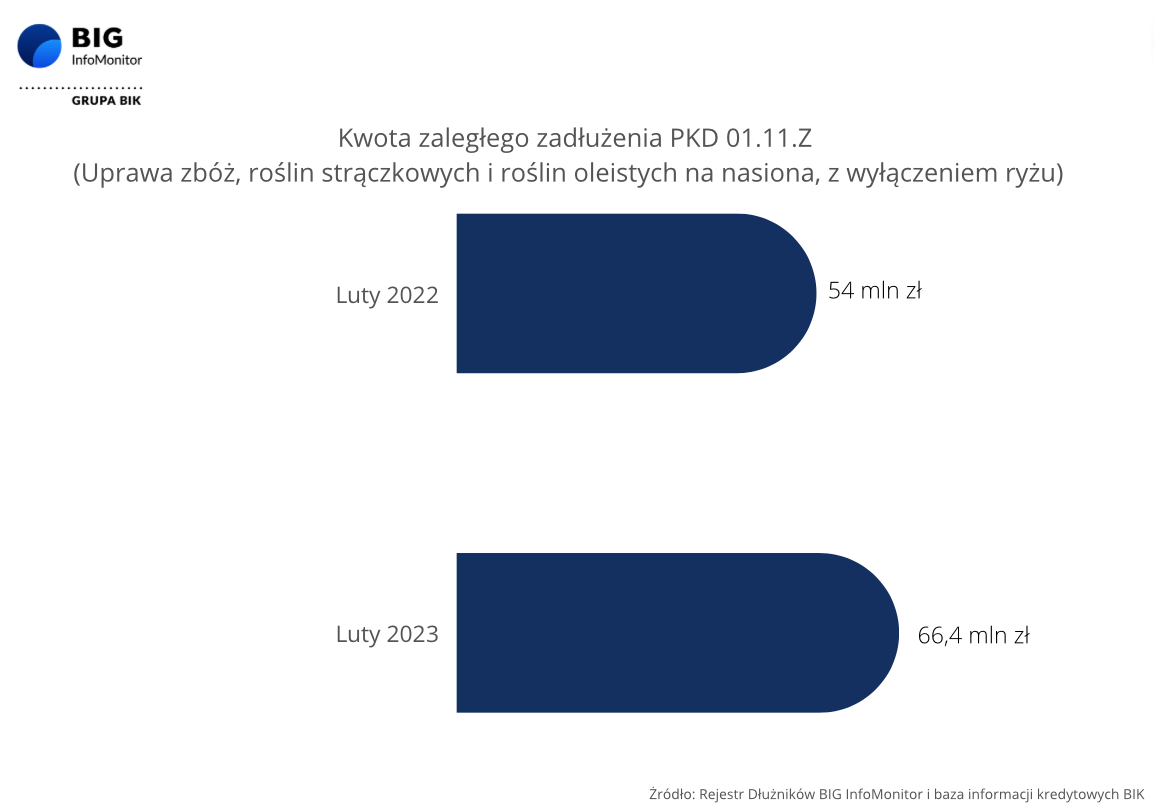 BIG
InfoMonitor
GRUPA BIK
Kwota zaległego zadłużenia PKD 01.11.Z
(Uprawa zbóż, roślin strączkowych i roślin oleistych na nasiona, z wyłączeniem ryżu)
Luty 2022
54 mln zł
Luty 2023
66,4 mln zł
Żródło: Rejestr Dłużników BIG InfoMonitor i baza informacji kredytowych BIK